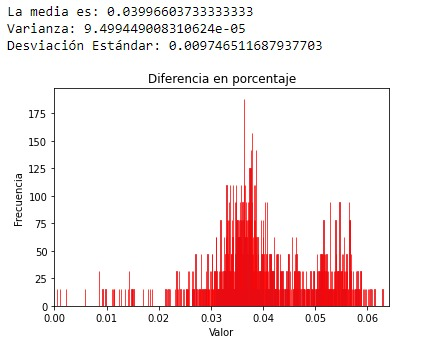 La media es: 0.03996603733333333
Varianza: 9.499449008310624e-05
Desviación Estándar: 0.009746511687937703
Diferencia en porcentaje
175
150
125
100
75
50
25
0
Frecuencia
0.00 0.01 0.02 0.03 0.04 0.05 0.06
Valor